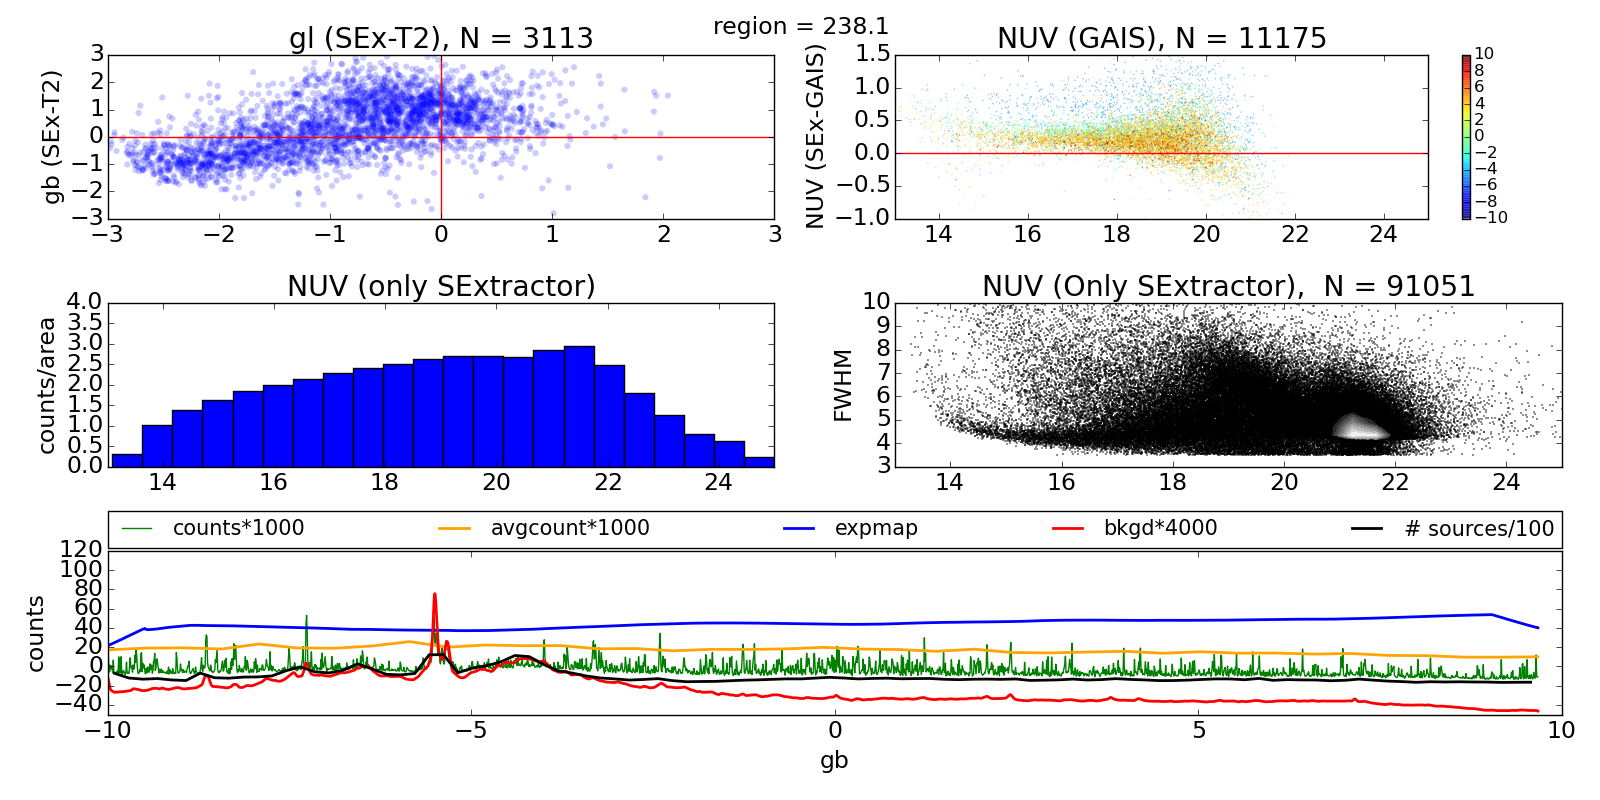 region = 238.1
gl (SEx-T2), N = 3113
gb (SEx-T2)
3
2
1
0
−1
−2
−3
−3 −2 −1 0 1 2 3
NUV (GAIS), N = 11175
NUV (SEx-GAIS)
1.5
1.0
0.5
0.0
−0.5
−1.0
14 16 18 20 22 24
10
8
6
4
2
0
−2
−4
−6
−8
−10
NUV (only SExtractor)
counts/area
4.0
3.5
3.0
2.5
2.0
1.5
1.0
0.5
0.0
14 16 18 20 22 24
NUV (Only SExtractor), N = 91051
FWHM
10
9
8
7
6
5
4
3
14 16 18 20 22 24
counts*1000 avgcount*1000 expmap bkgd*4000 # sources/100
counts
120
100
80
60
40
20
0
−20
−40
−10 −5 0 5 10
gb